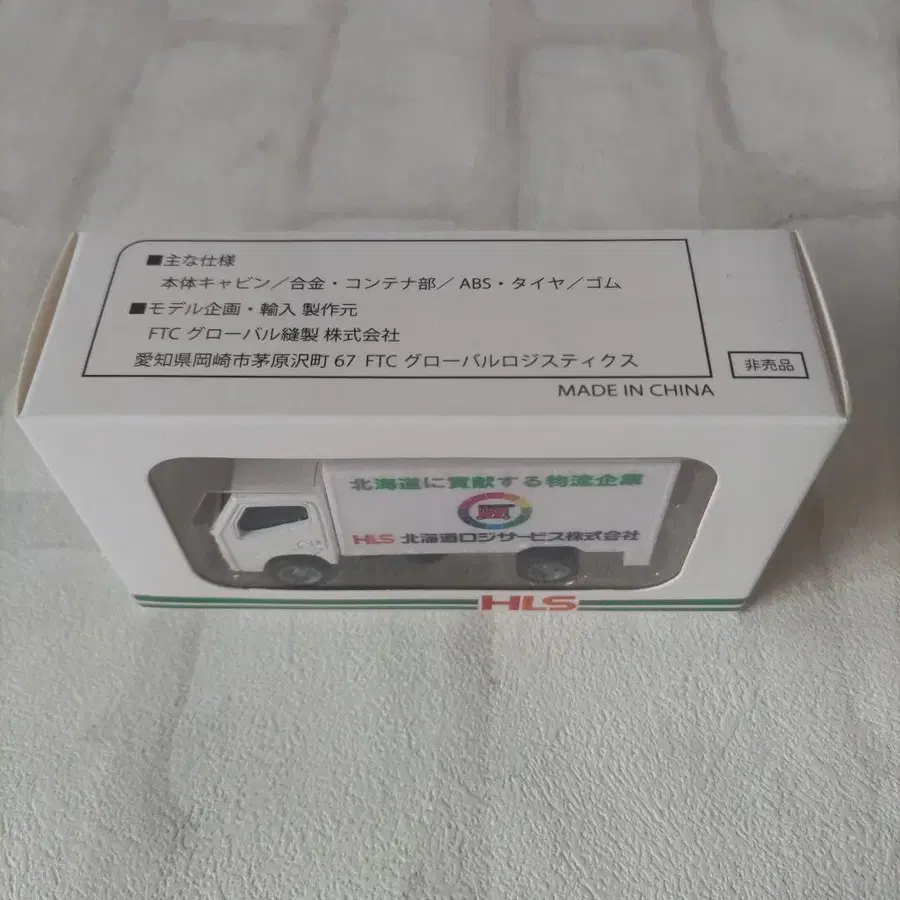 ■主な仕様
本体キャビン／合金・コンテナ部／ABS・タイヤ／ゴム
■モデル企画・輸入 製作元
FTC グローバル縫製 株式会社
愛知県岡崎市茅原沢町 67 FTC グローバルロジスティクス
非売品
MADE IN CHINA
北海道に貢献する物流企業
HLS 北海道ロジサービス株式会社
HLS